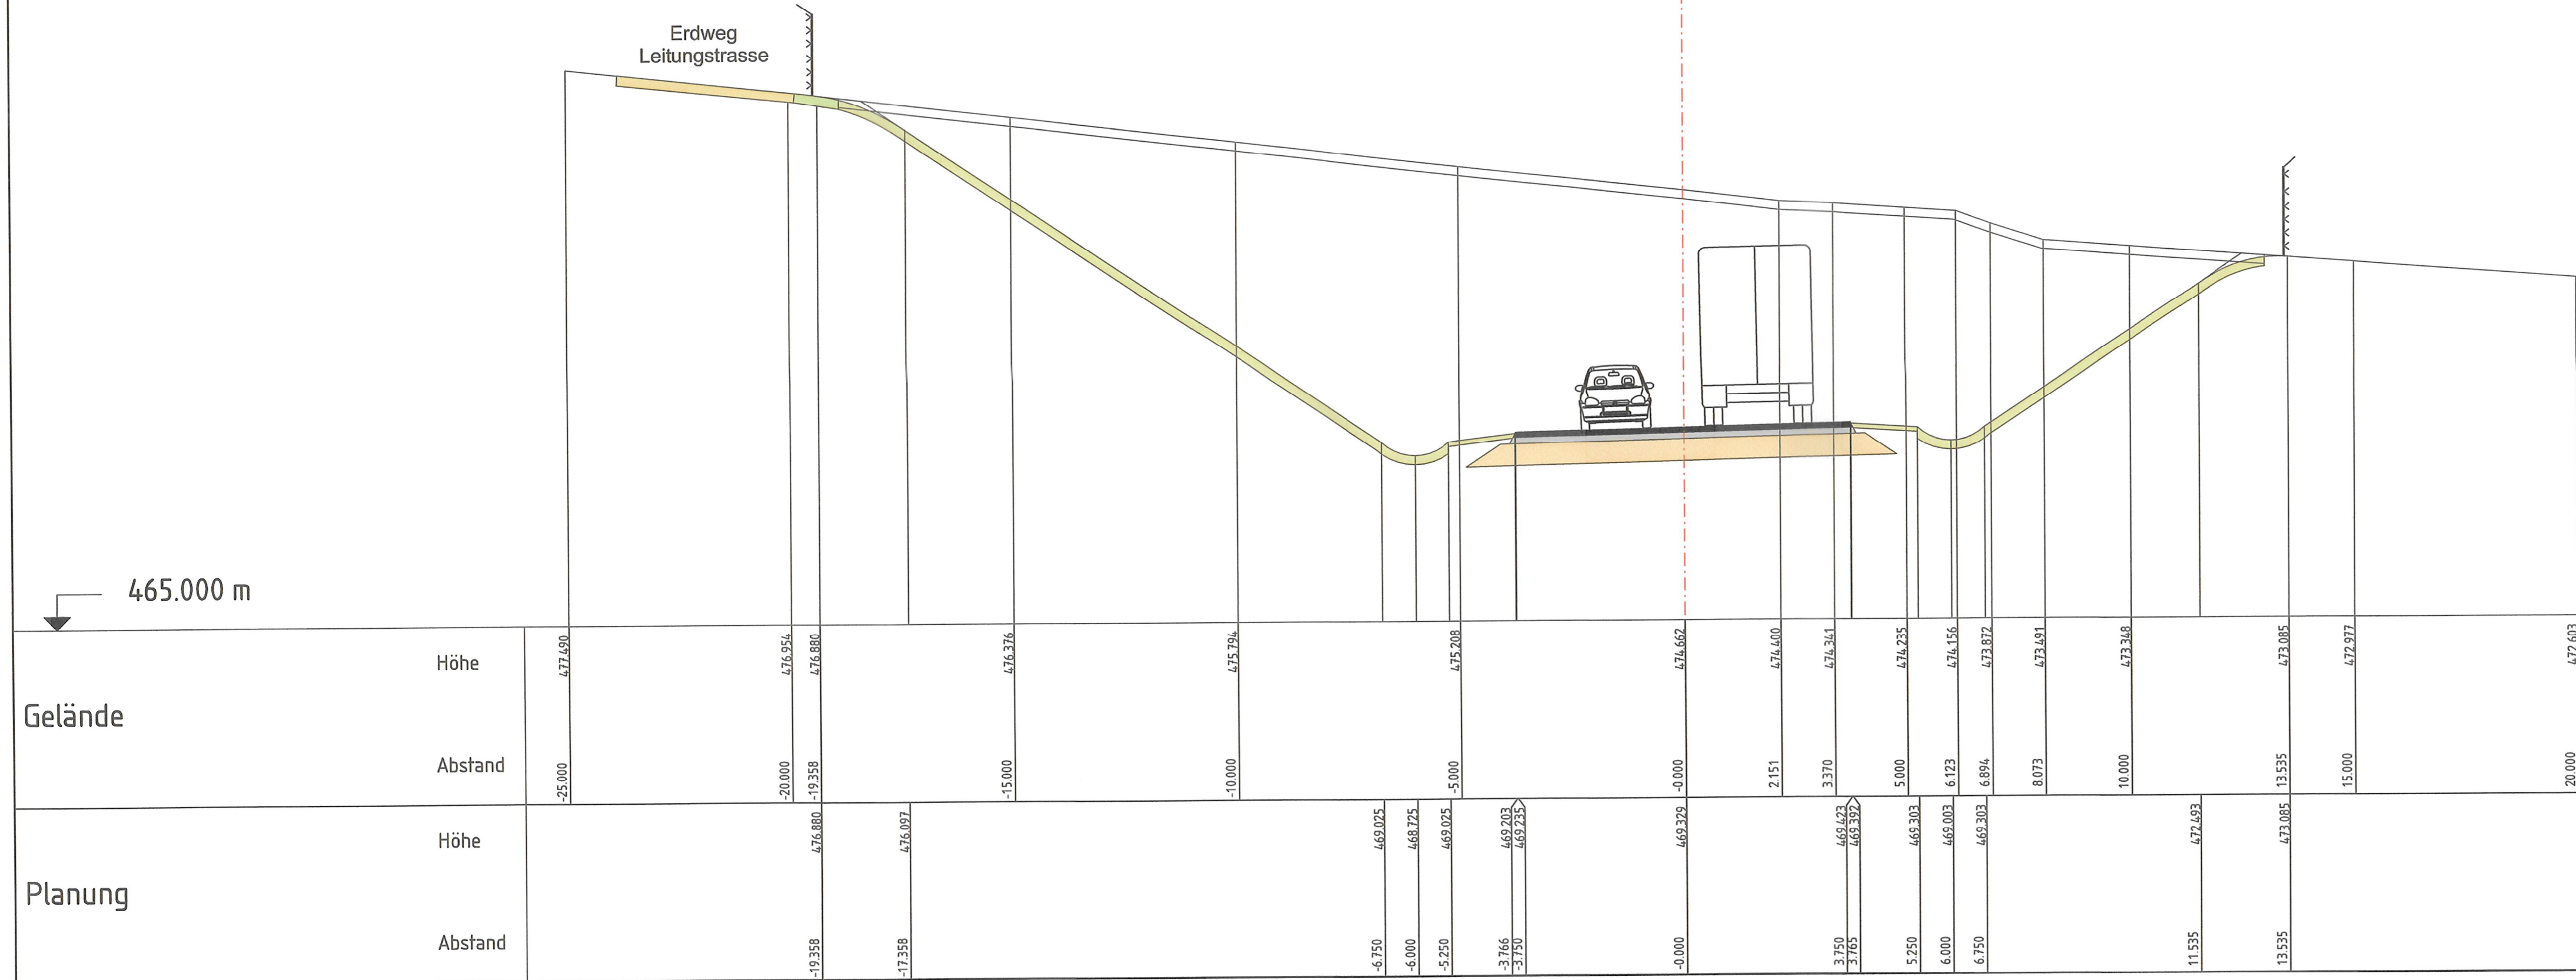 Erdweg
Leitungstrasse
465.000 m
Gelände
Höhe
477.490 476.954 476.880 476.376 475.794 475.208 474.662 474.400 474.341 474.235 474.156 473.872 473.491 473.348 473.085 472.977 472.603
Abstand
-25.000 -20.000 -19.358 -15.000 -10.000 -5.000 -0.000 2.151 3.370 5.000 6.123 6.894 8.073 10.000 13.535 15.000 20.000
Planung
Höhe
476.880 476.097 469.025 468.725 469.025 469.203 469.235 469.329 469.423 469.392 469.303 469.003 469.303 472.493 473.085
Abstand
-19.358 -17.358 -6.750 -6.000 -5.250 -3.766 -3.750 -0.000 3.750 3.765 5.250 6.000 6.750 11.535 13.535